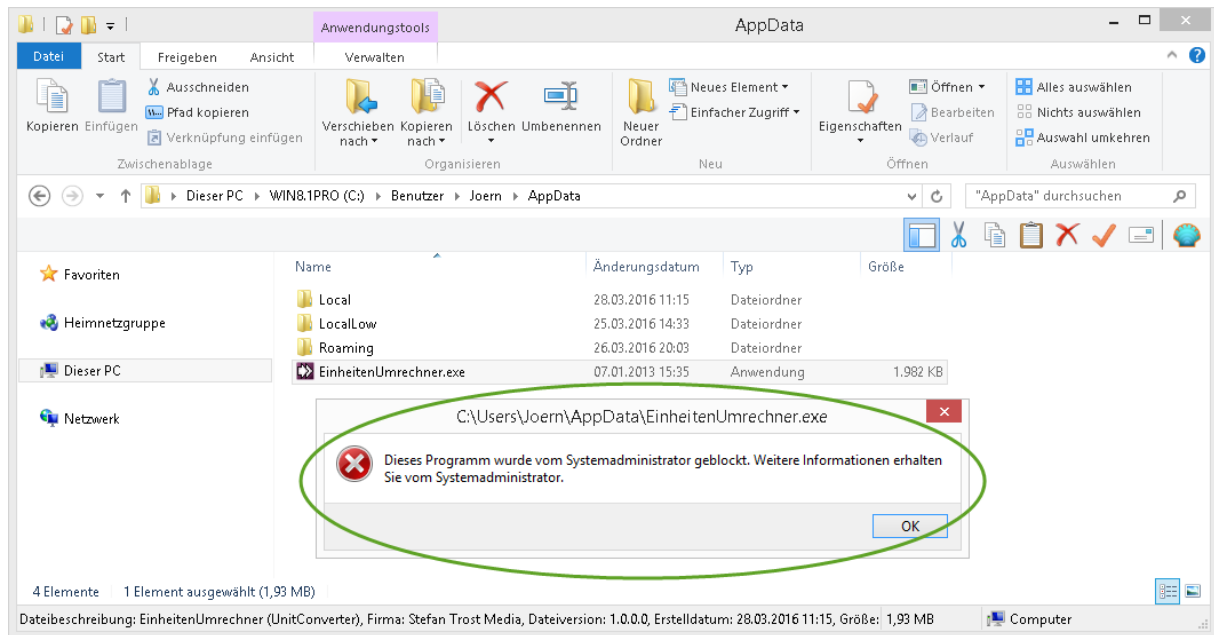 Anwendungstools AppData
Datei Start Freigeben Ansicht Verwalten
Kopieren Einfügen Ausschneiden Pfad kopieren Verknüpfung einfügen
Zwischenablage
Verschieben nach Kopieren nach Löschen Umbenennen
Organisieren
Neuer Ordner Neues Element Einfacher Zugriff
Neu
Eigenschaften Öffnen Bearbeiten Verlauf
Öffnen
Alles auswählen Nichts auswählen Auswahl umkehren
Auswählen
Dieser PC WIN8.1PRO (C:) Benutzer Joern AppData "AppData" durchsuchen
Favoriten
Heimnetzgruppe
Dieser PC
Netzwerk
Name Änderungsdatum Typ Größe
Local 28.03.2016 11:15 Dateiordner
LocalLow 25.03.2016 14:33 Dateiordner
Roaming 26.03.2016 20:03 Dateiordner
EinheitenUmrechner.exe 07.01.2013 15:35 Anwendung 1.982 KB
C:\Users\Joern\AppData\EinheitenUmrechner.exe
Dieses Programm wurde vom Systemadministrator geblockt. Weitere Informationen erhalten
Sie vom Systemadministrator.
OK
4 Elemente 1 Element ausgewählt (1,93 MB)
Dateibeschreibung: EinheitenUmrechner (UnitConverter), Firma: Stefan Trost Media, Dateiversion: 1.0.0.0, Erstelldatum: 28.03.2016 11:15, Größe: 1,93 MB Computer